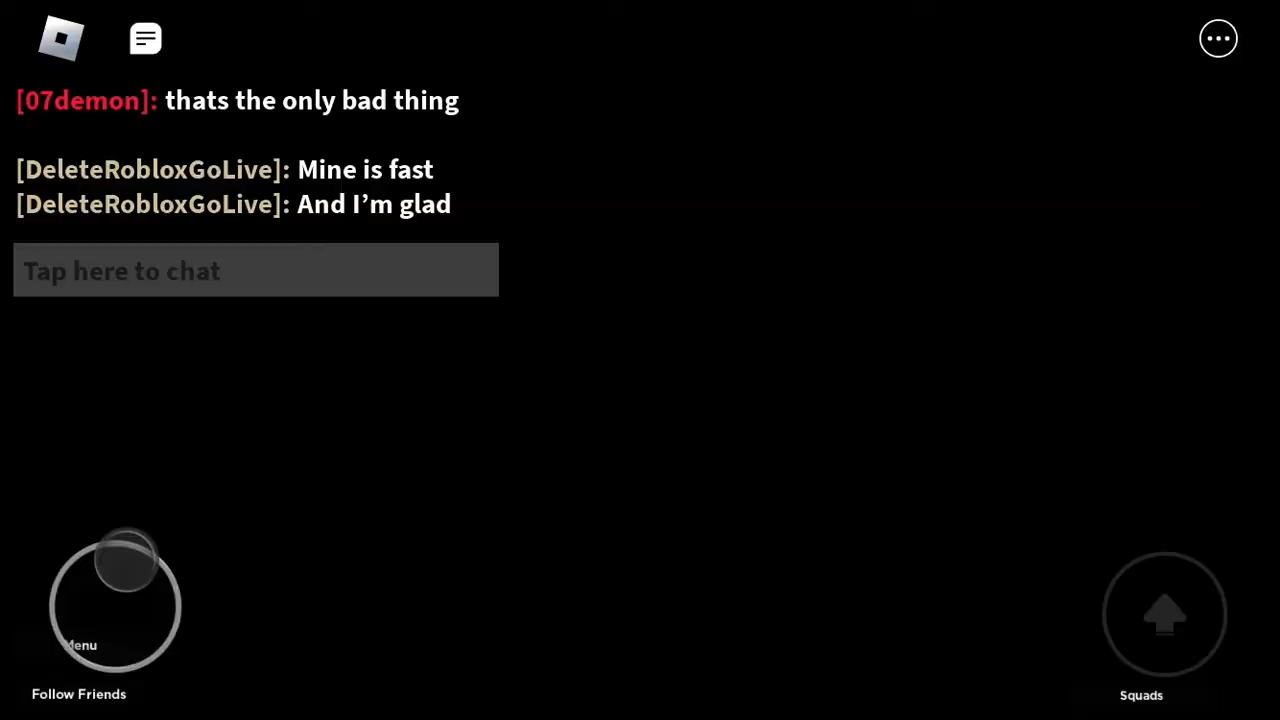 [07demon]: thats the only bad thing
[DeleteRobloxGoLive]: Mine is fast
[DeleteRobloxGoLive]: And I’m glad
Tap here to chat
Menu
Follow Friends
Squads